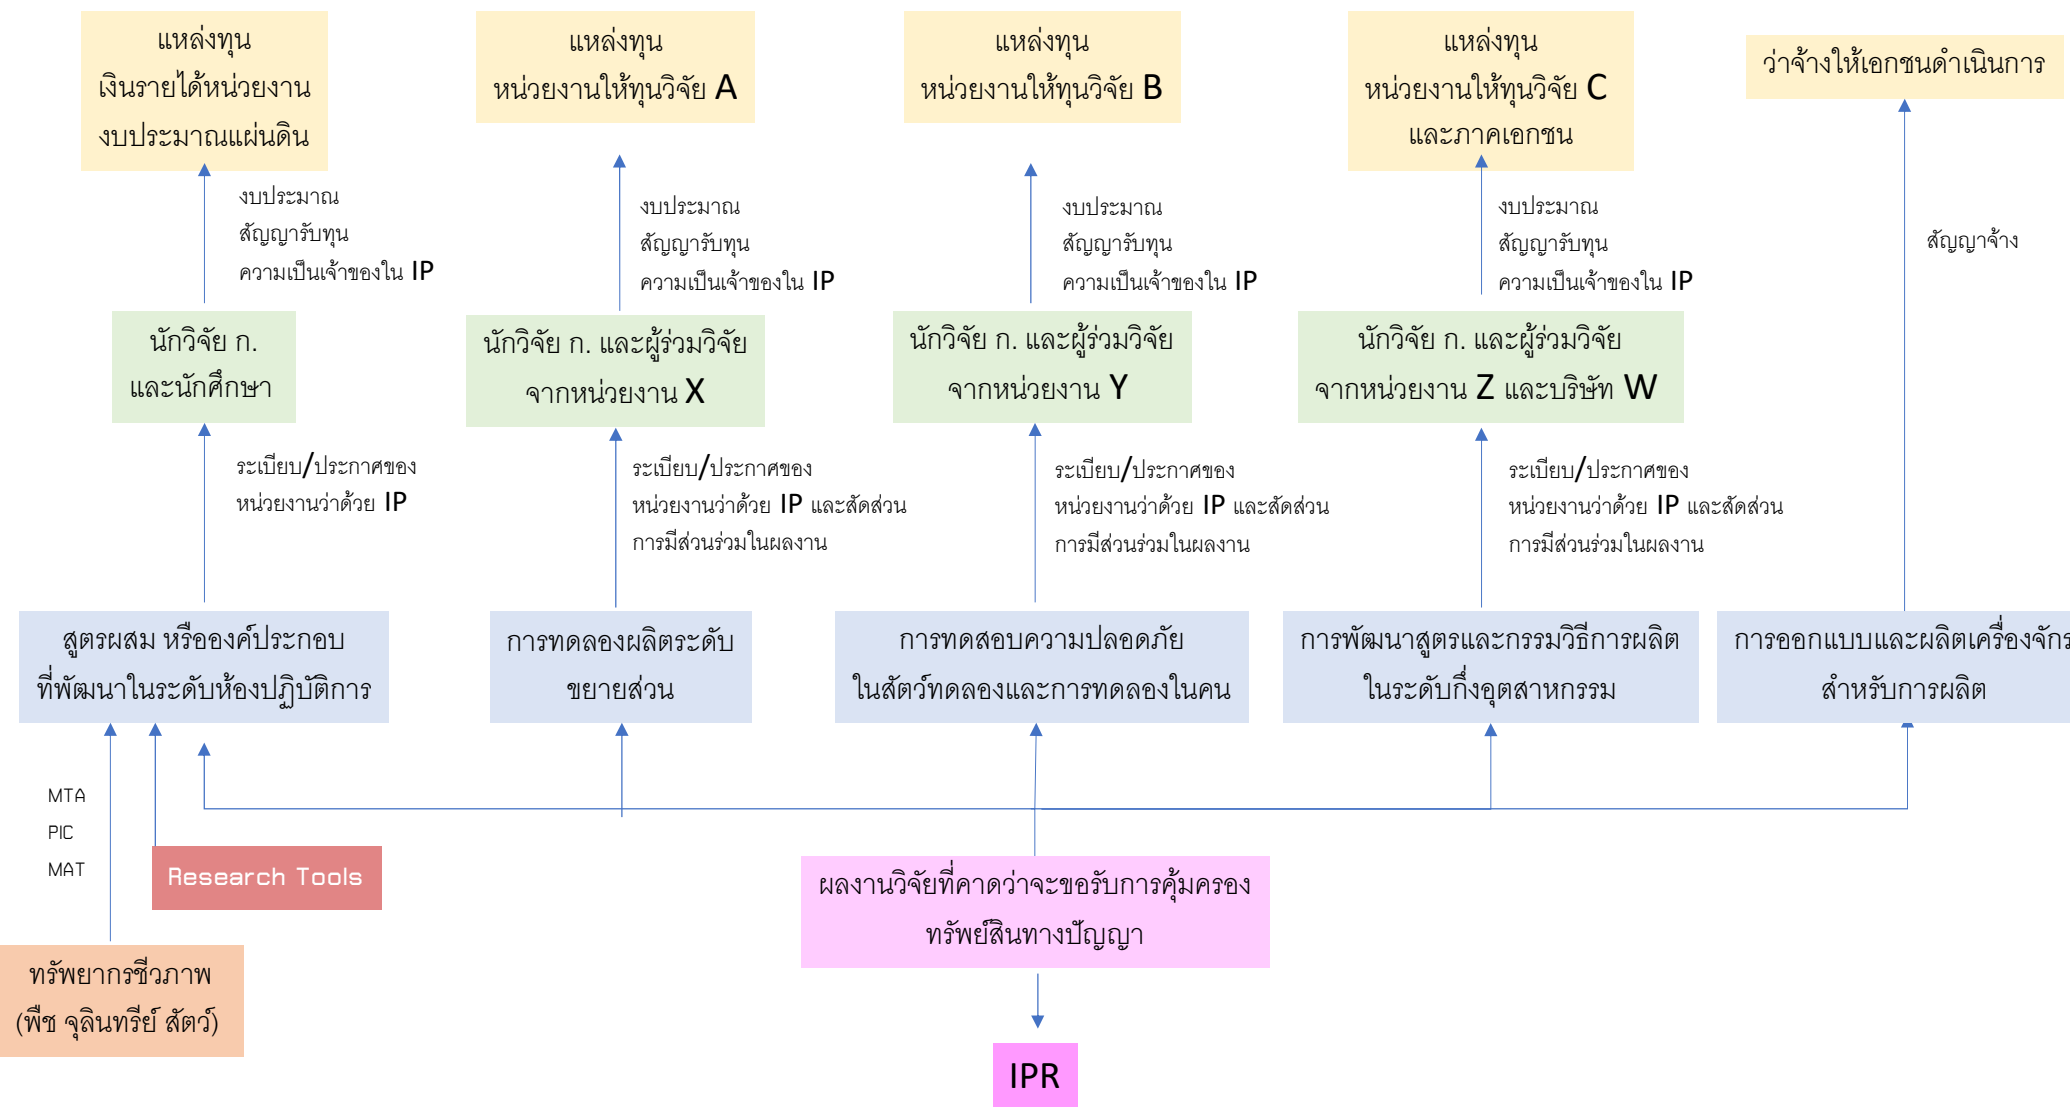 แหล่งทุน
เงินรายได้หน่วยงาน
งบประมาณแผ่นดิน
แหล่งทุน
หน่วยงานให้ทุนวิจัย A
แหล่งทุน
หน่วยงานให้ทุนวิจัย B
แหล่งทุน
หน่วยงานให้ทุนวิจัย C
และภาคเอกชน
ว่าจ้างให้เอกชนดำเนินการ
งบประมาณ
สัญญารับทุน
ความเป็นเจ้าของใน IP
งบประมาณ
สัญญารับทุน
ความเป็นเจ้าของใน IP
งบประมาณ
สัญญารับทุน
ความเป็นเจ้าของใน IP
งบประมาณ
สัญญารับทุน
ความเป็นเจ้าของใน IP
สัญญาจ้าง
นักวิจัย ก.
และนักศึกษา
นักวิจัย ก. และผู้ร่วมวิจัย
จากหน่วยงาน X
นักวิจัย ก. และผู้ร่วมวิจัย
จากหน่วยงาน Y
นักวิจัย ก. และผู้ร่วมวิจัย
จากหน่วยงาน Z และบริษัท W
ระเบียบ/ประกาศของ
หน่วยงานว่าด้วย IP
ระเบียบ/ประกาศของ
หน่วยงานว่าด้วย IP และสัดส่วน
การมีส่วนร่วมในผลงาน
ระเบียบ/ประกาศของ
หน่วยงานว่าด้วย IP และสัดส่วน
การมีส่วนร่วมในผลงาน
ระเบียบ/ประกาศของ
หน่วยงานว่าด้วย IP และสัดส่วน
การมีส่วนร่วมในผลงาน
สูตรผสม หรือองค์ประกอบ
ที่พัฒนาในระดับห้องปฏิบัติการ
การทดลองผลิตระดับ
ขยายส่วน
การทดสอบความปลอดภัย
ในสัตว์ทดลองและการทดลองในคน
การพัฒนาสูตรและกรรมวิธีการผลิต
ในระดับกึ่งอุตสาหกรรม
การออกแบบและผลิตเครื่องจักร
สำหรับการผลิต
MTA
PIC
MAT
Research Tools
ผลงานวิจัยที่คาดว่าจะขอรับการคุ้มครอง
ทรัพย์สินทางปัญญา
ทรัพยากรชีวภาพ
(พืช จุลินทรีย์ สัตว์)
IPR